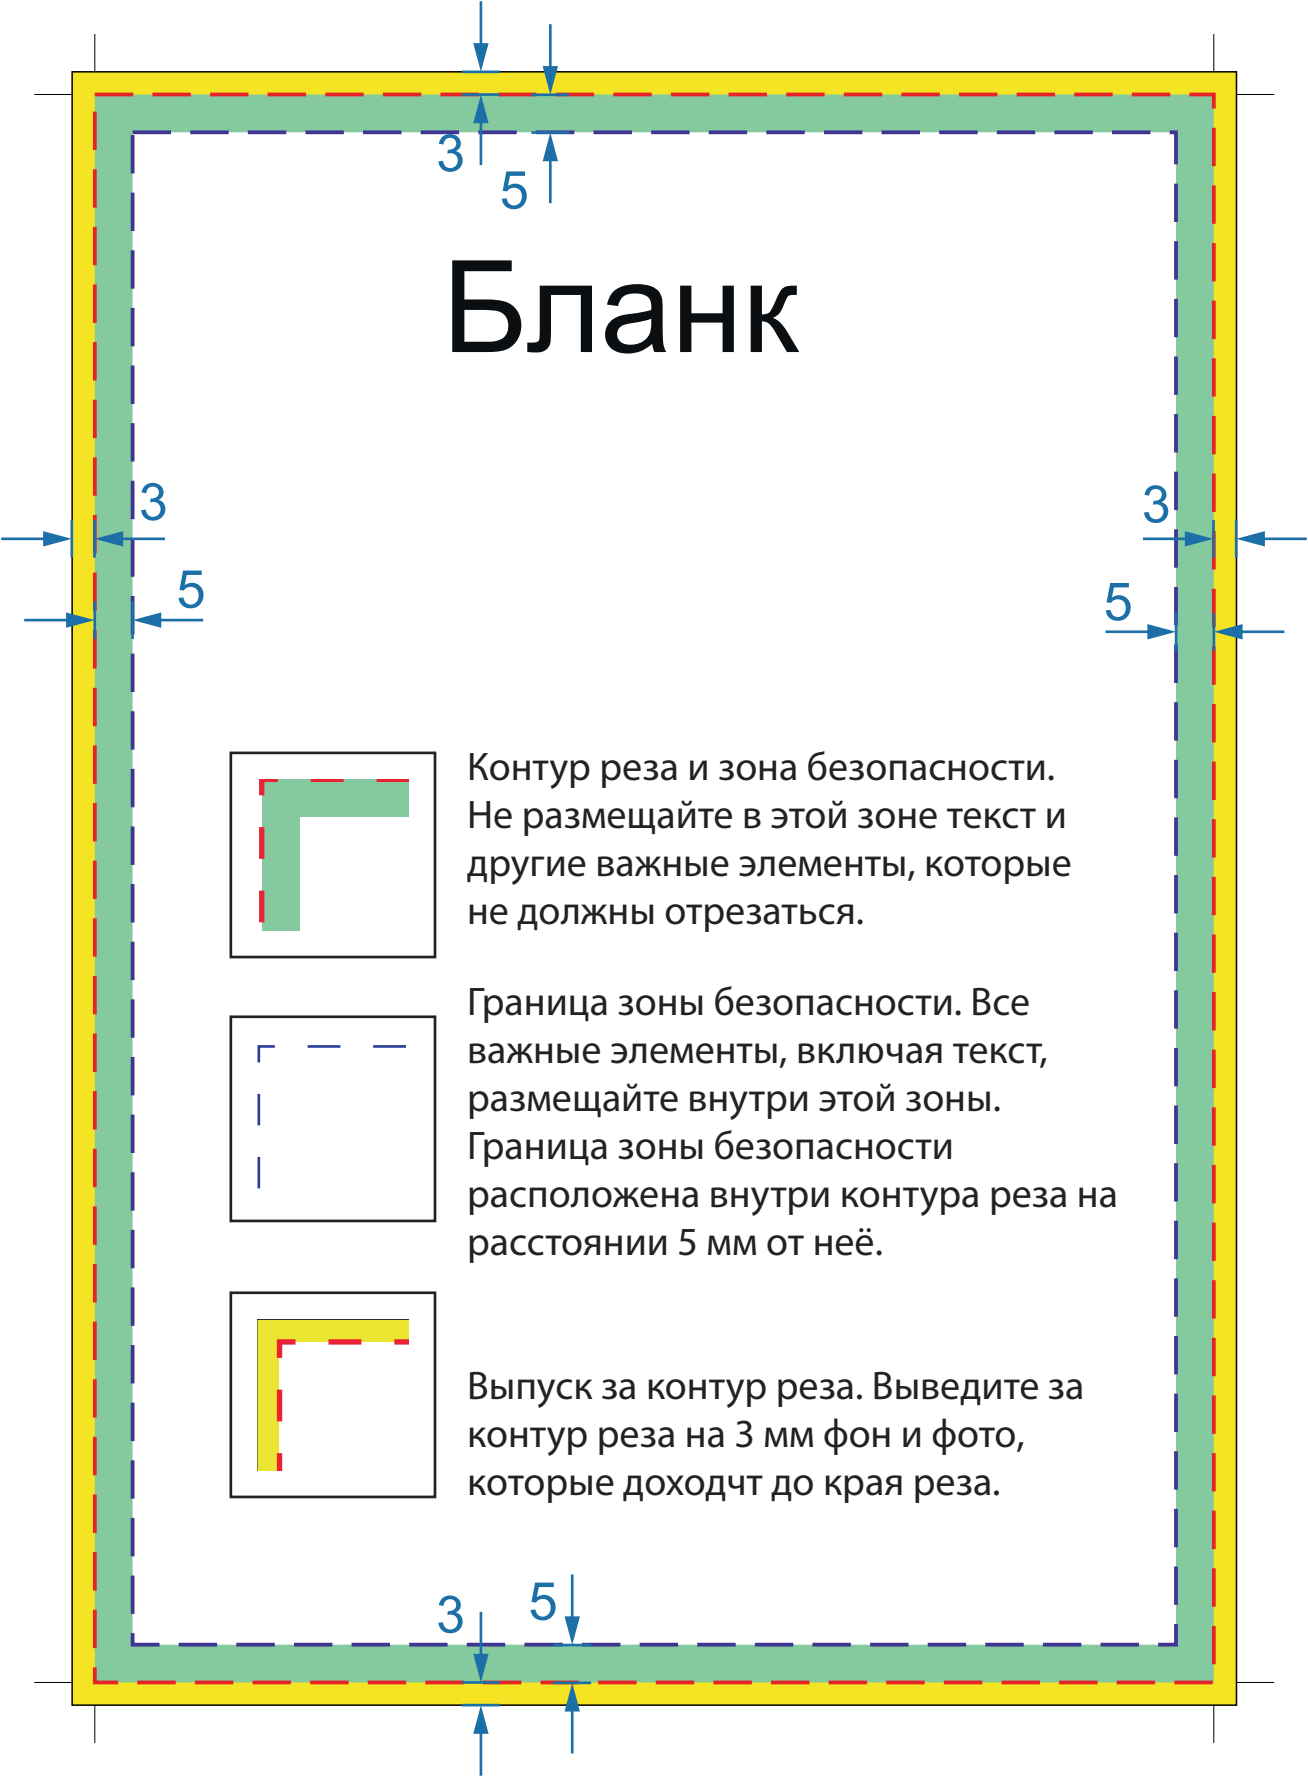 3
5
Бланк
3
3
5
5
Контур реза и зона безопасности.
Не размещайте в этой зоне текст и
другие важные элементы, которые
не должны отрезаться.
Граница зоны безопасности. Все
важные элементы, включая текст,
размещайте внутри этой зоны.
Граница зоны безопасности
расположена внутри контура реза на
расстоянии 5 мм от неё.
Выпуск за контур реза. Выведите за
контур реза на 3 мм фон и фото,
которые доходчт до края реза.
3
5